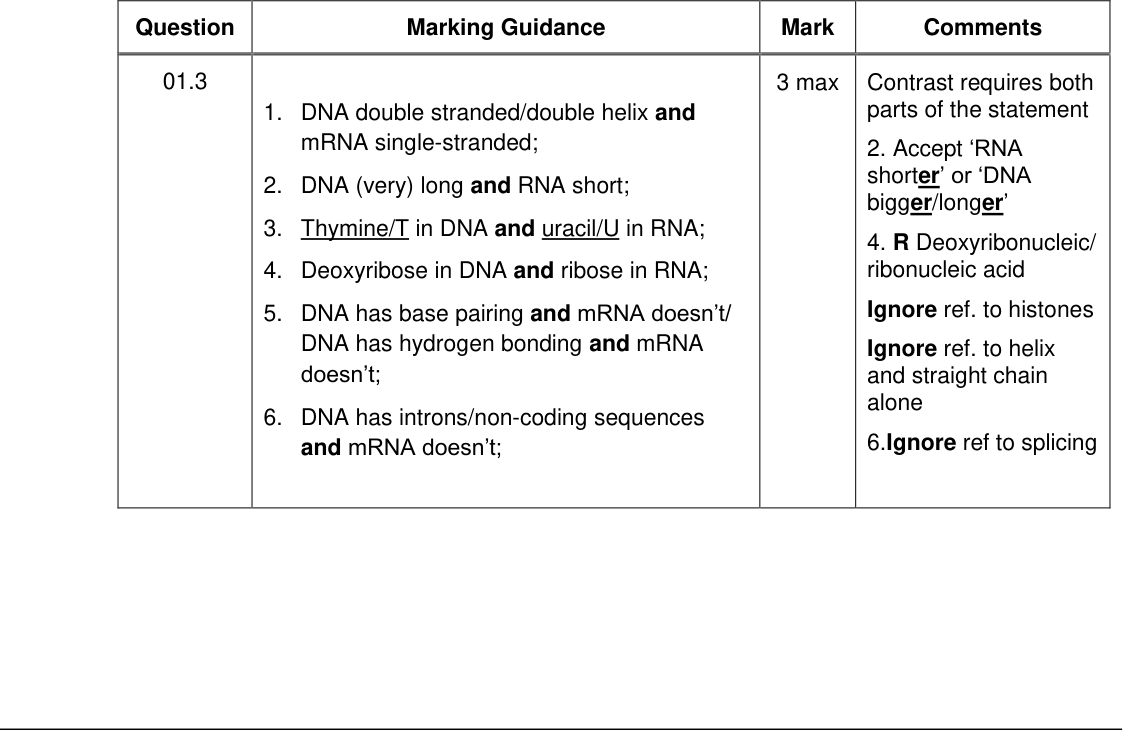 Question Marking Guidance Mark Comments
01.3
1. DNA double stranded/double helix and
mRNA single-stranded;
2. DNA (very) long and RNA short;
3. Thymine/T in DNA and uracil/U in RNA;
4. Deoxyribose in DNA and ribose in RNA;
5. DNA has base pairing and mRNA doesn’t/
DNA has hydrogen bonding and mRNA
doesn’t;
6. DNA has introns/non-coding sequences
and mRNA doesn’t;
3 max
Contrast requires both
parts of the statement
2. Accept ‘RNA
shorter’ or ‘DNA
bigger/longer’
4. R Deoxyribonucleic/
ribonucleic acid
Ignore ref. to histones
Ignore ref. to helix
and straight chain
alone
6.Ignore ref to splicing